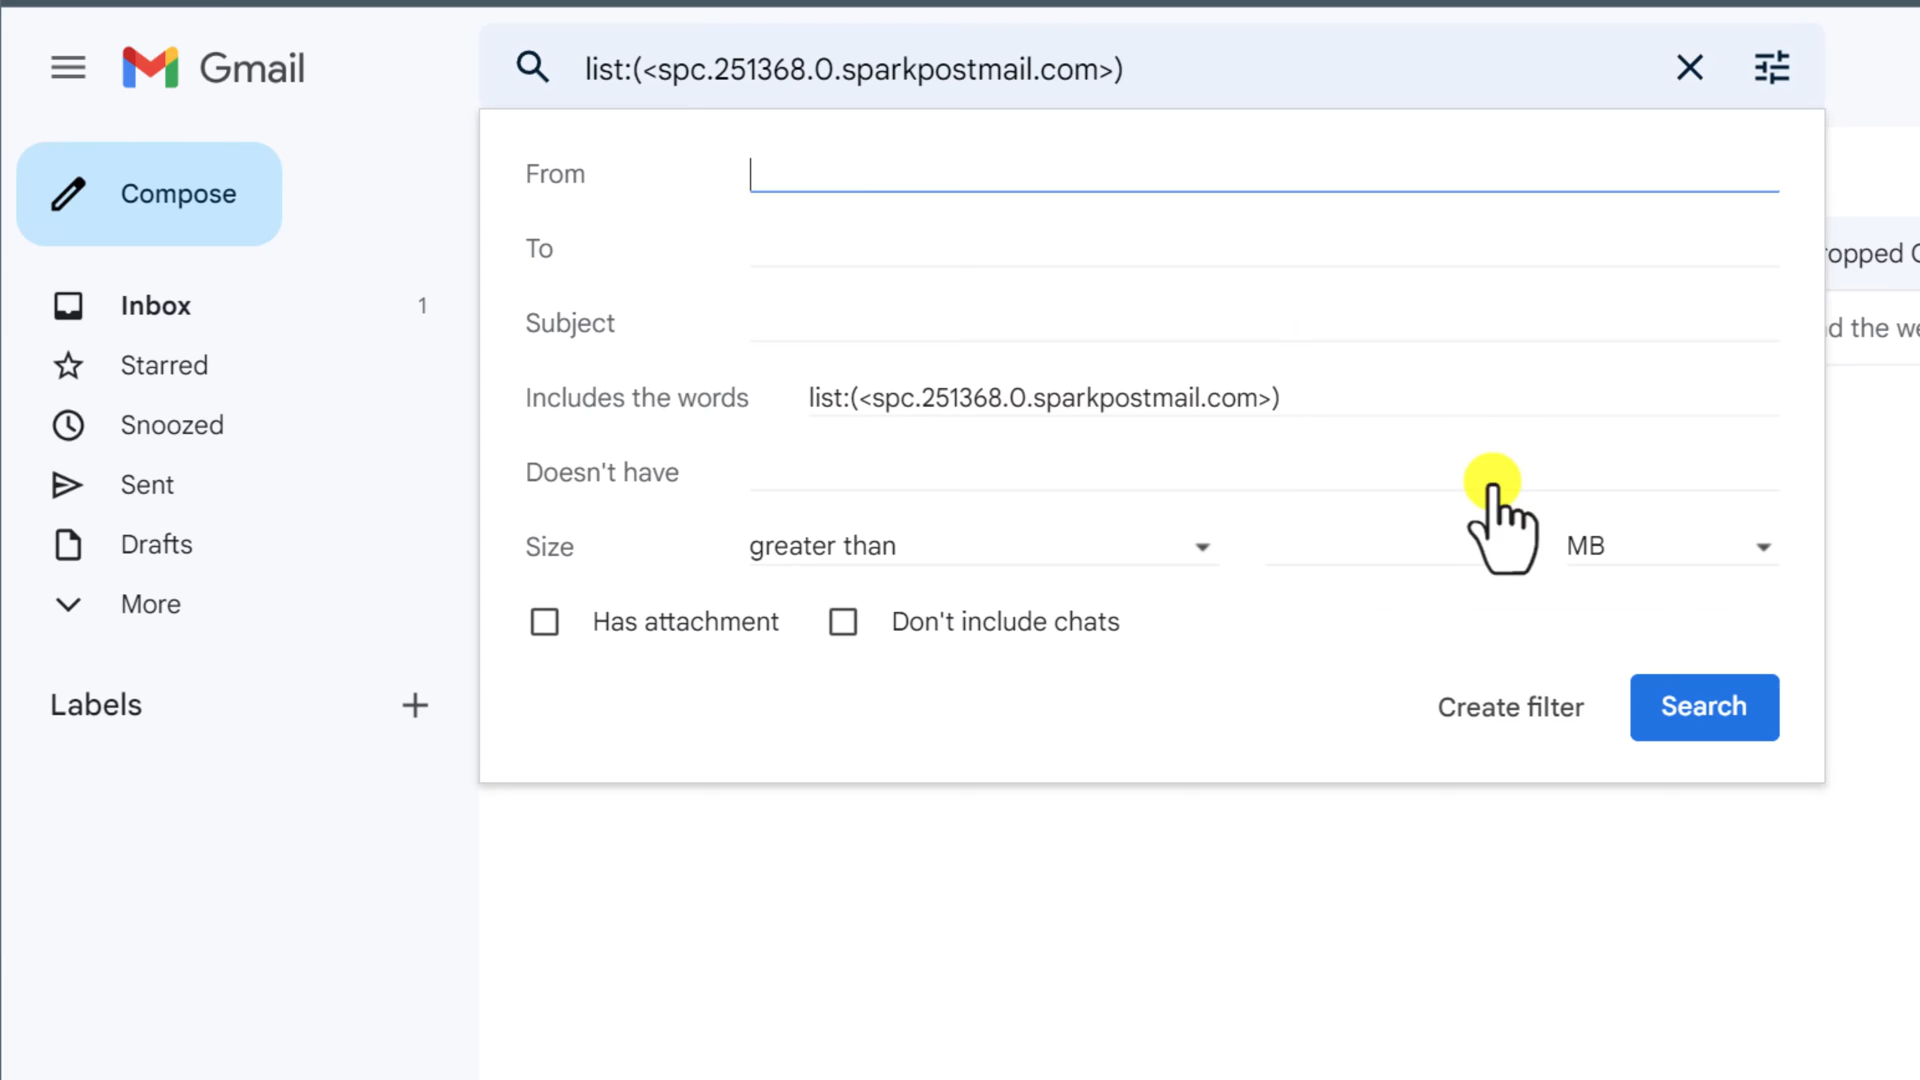 Gmail
list:(<spc.251368.0.sparkpostmail.com>)
Compose
Inbox 1
Starred
Snoozed
Sent
Drafts
More
Labels
From
To
Subject
Includes the words list:(<spc.251368.0.sparkpostmail.com>)
Doesn't have
Size greater than MB
Has attachment Don't include chats
Create filter Search
d the